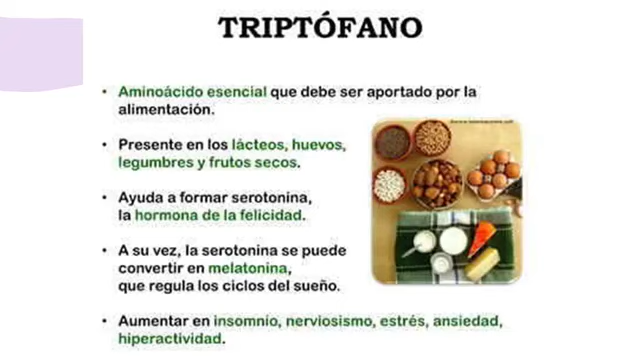 TRIPTÓFANO
• Aminoácido esencial que debe ser aportado por la
alimentación.
• Presente en los lácteos, huevos,
legumbres y frutos secos.
• Ayuda a formar serotonina,
la hormona de la felicidad.
• A su vez, la serotonina se puede
convertir en melatonina,
que regula los ciclos del sueño.
• Aumentar en insomnio, nerviosismo, estrés, ansiedad,
hiperactividad.